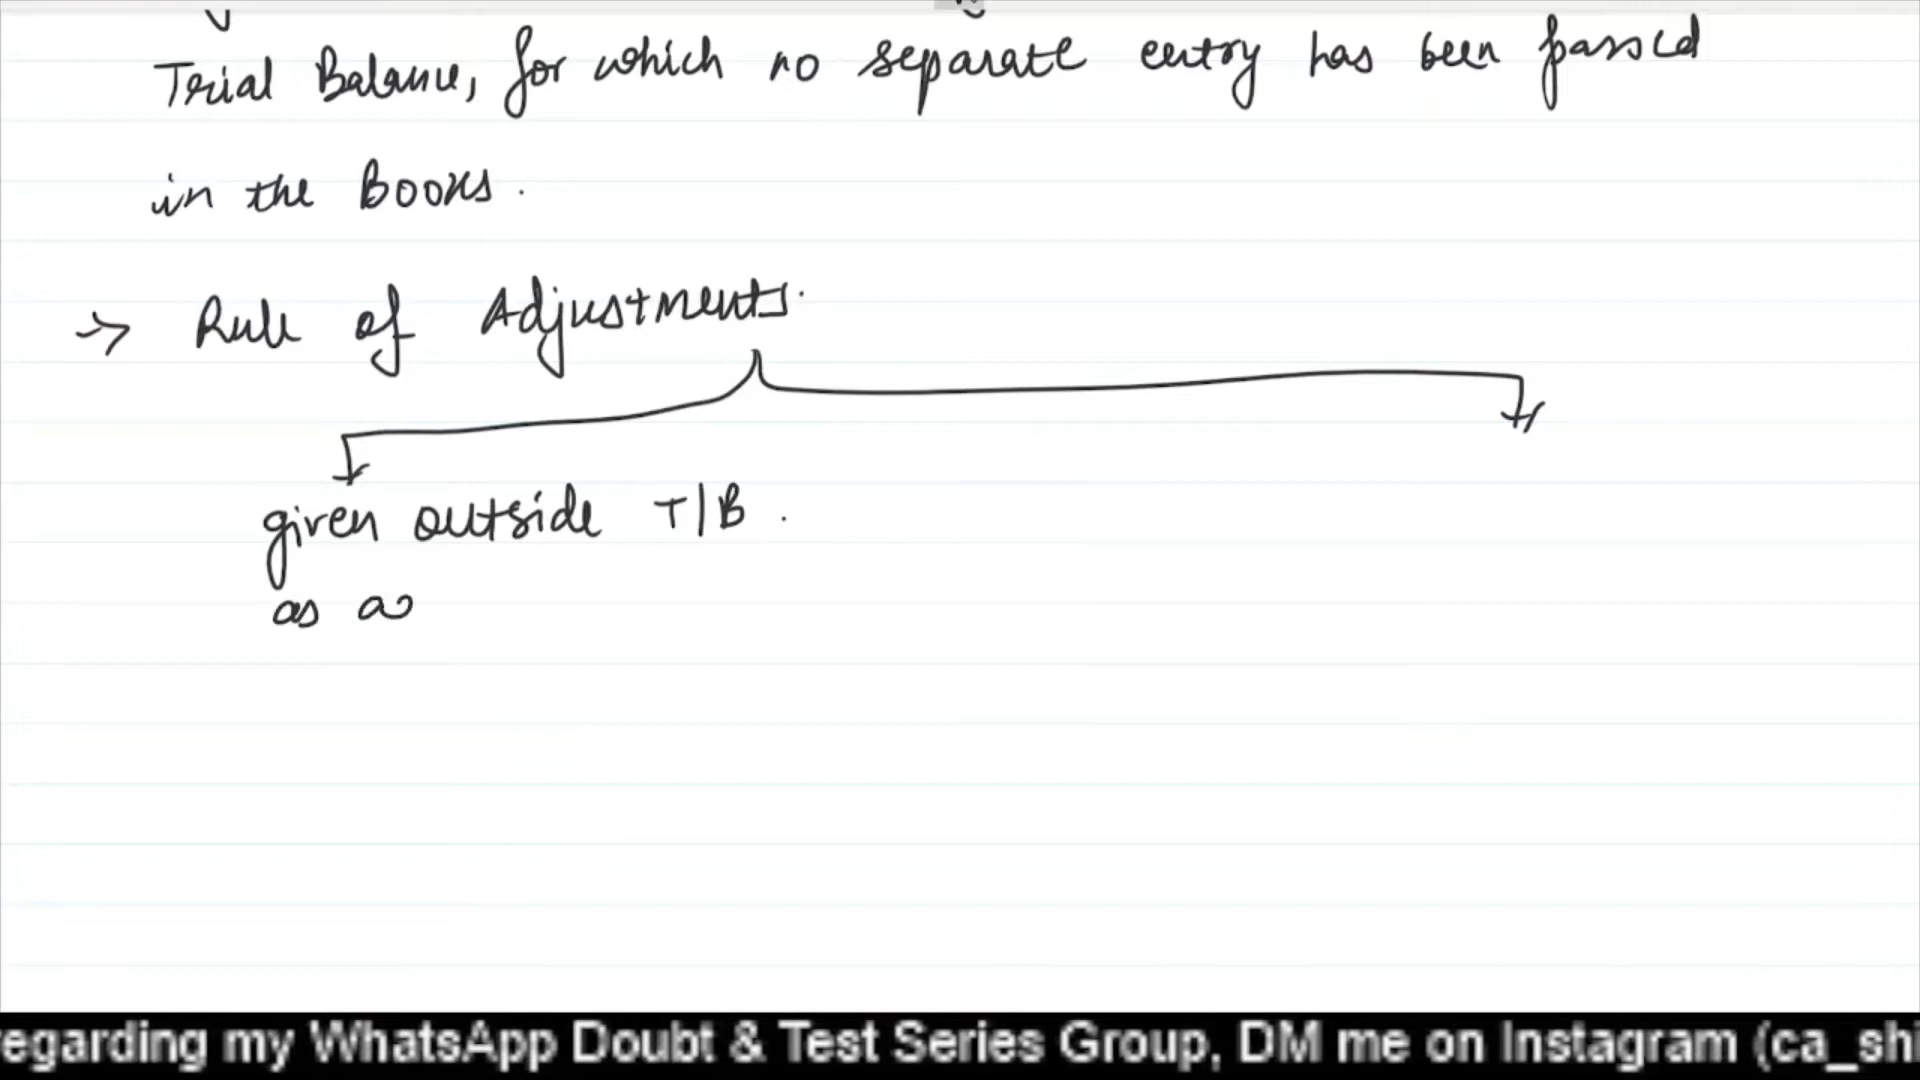 Trial Balance, for which no separate entry has been passed
in the Books.
→ Rule of Adjustments.
given outside T/B.
as
regarding my WhatsApp Doubt & Test Series Group, DM me on Instagram (ca_shi